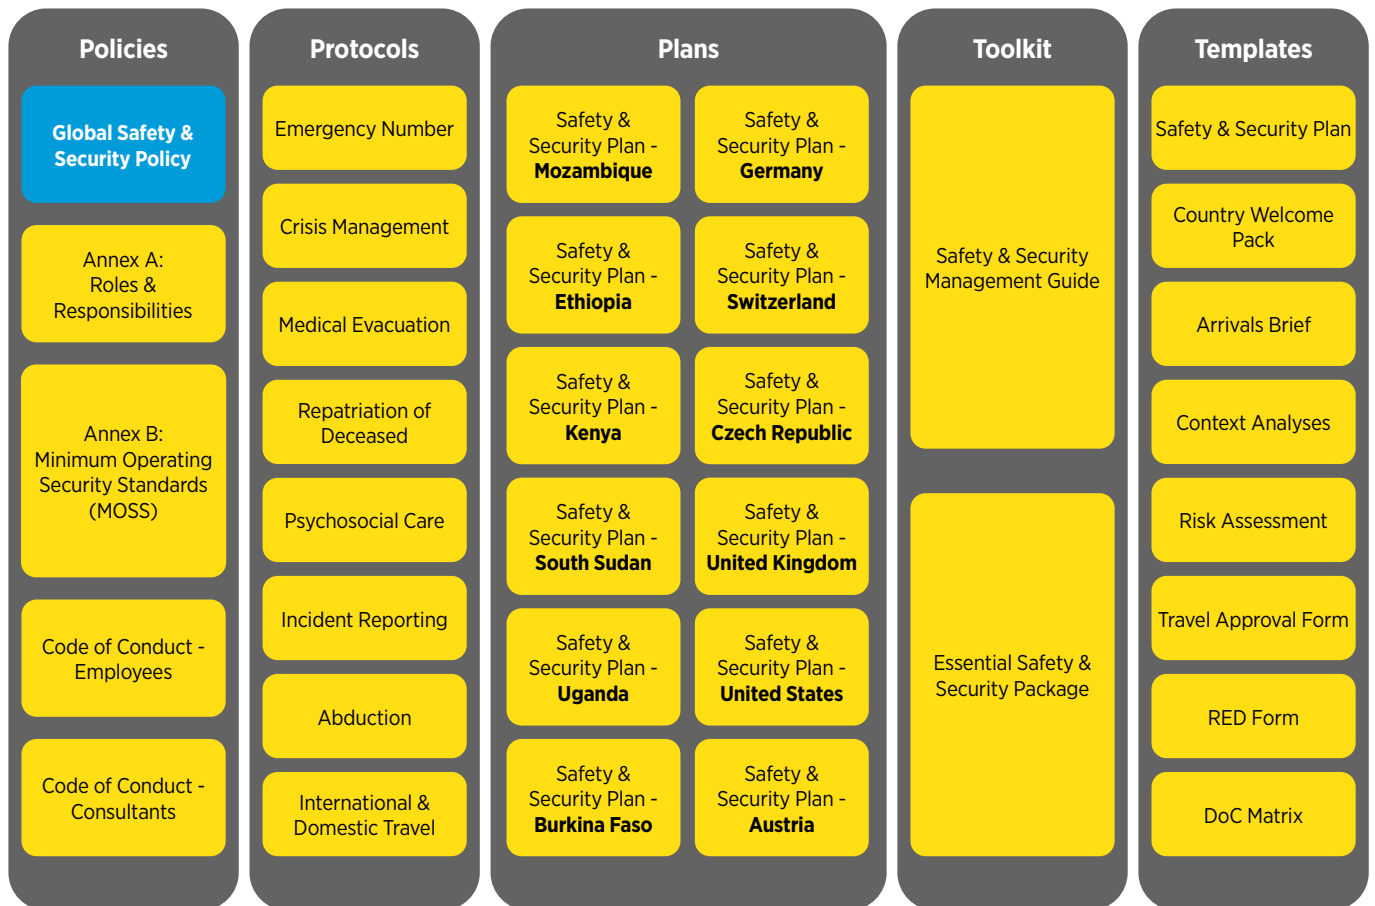 Policies
Global Safety &
Security Policy
Annex A:
Roles &
Responsibilities
Annex B:
Minimum Operating
Security Standards
(MOSS)
Code of Conduct -
Employees
Code of Conduct -
Consultants
Protocols
Emergency Number
Crisis Management
Medical Evacuation
Repatriation of
Deceased
Psychosocial Care
Incident Reporting
Abduction
International &
Domestic Travel
Plans
Safety &
Security Plan -
Mozambique
Safety &
Security Plan -
Germany
Safety &
Security Plan -
Ethiopia
Safety &
Security Plan -
Switzerland
Safety &
Security Plan -
Kenya
Safety &
Security Plan -
Czech Republic
Safety &
Security Plan -
South Sudan
Safety &
Security Plan -
United Kingdom
Safety &
Security Plan -
Uganda
Safety &
Security Plan -
United States
Safety &
Security Plan -
Burkina Faso
Safety &
Security Plan -
Austria
Toolkit
Safety & Security
Management Guide
Essential Safety &
Security Package
Templates
Safety & Security Plan
Country Welcome
Pack
Arrivals Brief
Context Analyses
Risk Assessment
Travel Approval Form
RED Form
DoC Matrix